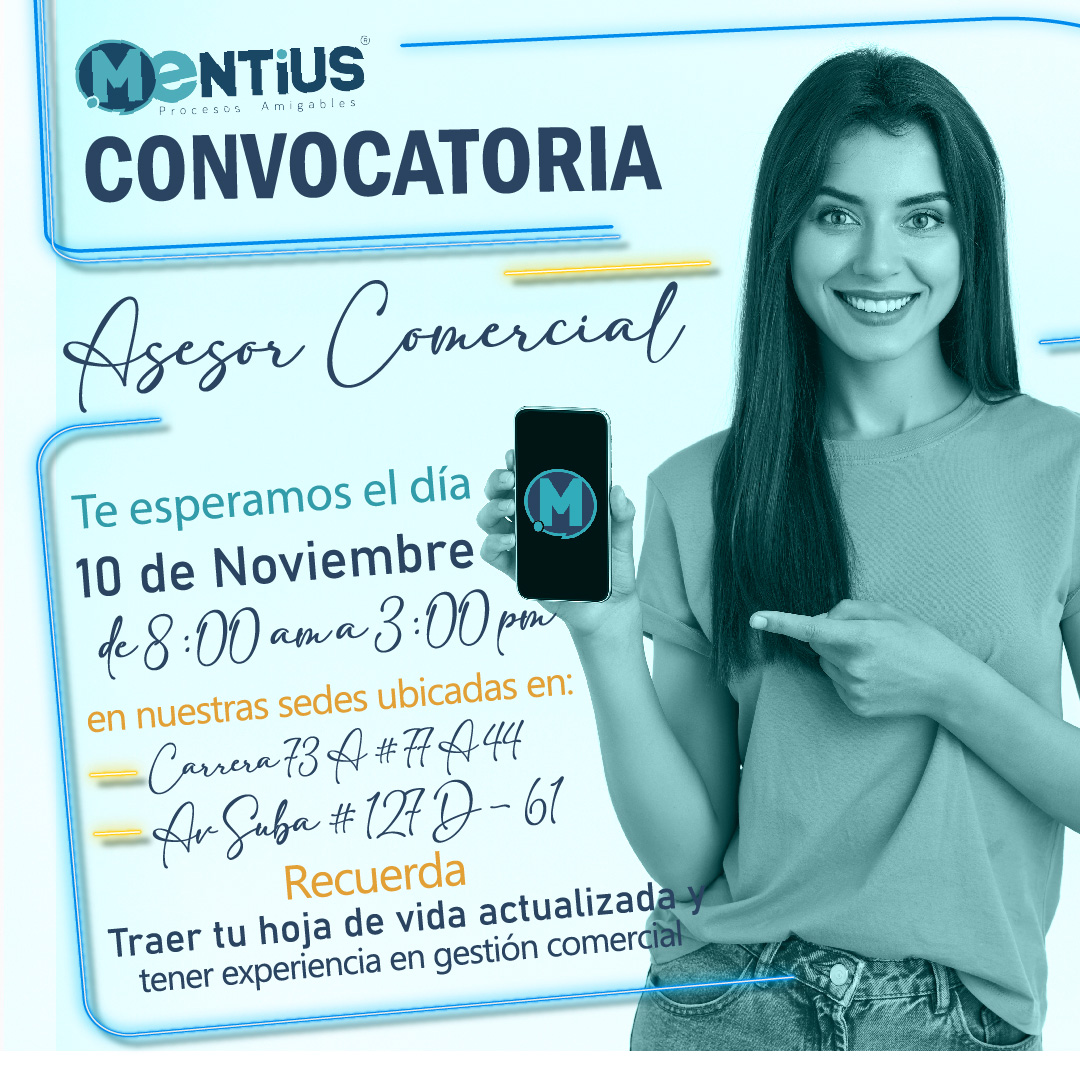 MENTiUS®
Procesos Amigables
CONVOCATORIA
Asesor Comercial
Te esperamos el día
10 de Noviembre
de 8:00 am a 3:00 pm
en nuestras sedes ubicadas en:
Carrera 73 A # 77 A 44
Av Suba # 127 D - 61
Recuerda
Traer tu hoja de vida actualizada y
tener experiencia en gestión comercial
M